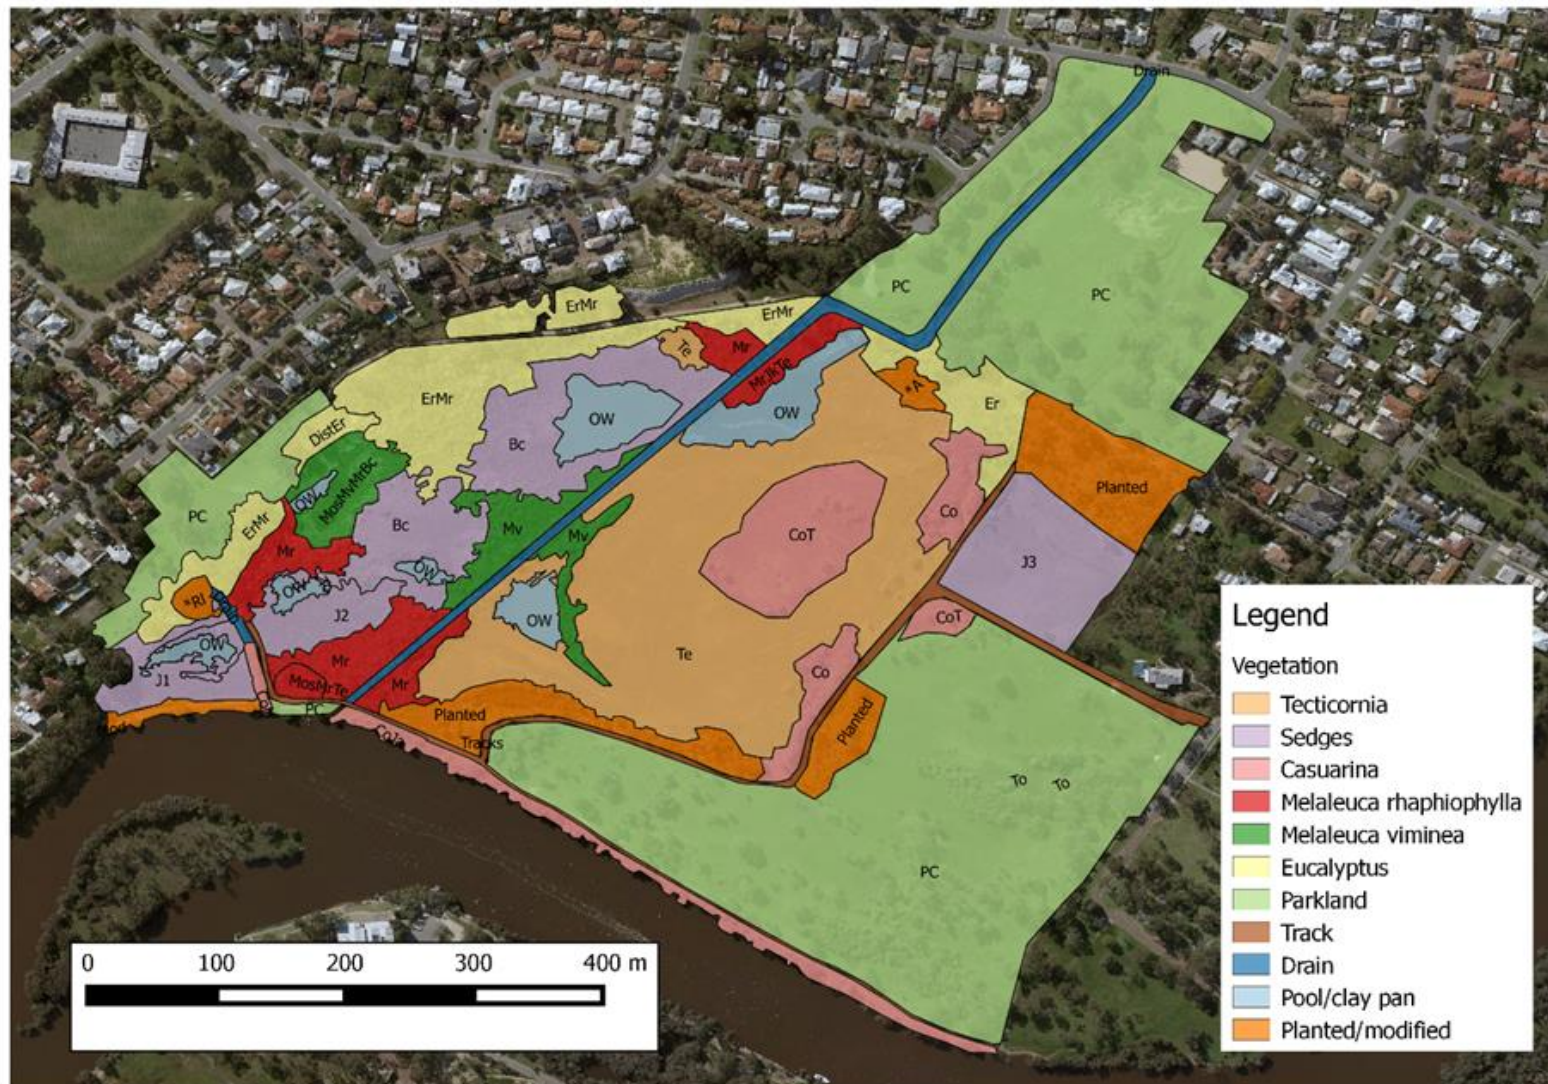 Drain
ErMr
ErMr
PC
PC
Te
Mr
MrJkTe
*A
ErMr
OW
OW
Er
DistEr
Bc
Planted
OW
MosMvMrBc
PC
ErMr
Bc
Mv
Mv
CoT
Co
Mr
J3
OW
OW
*Rl
J2
OW
CoT
OW
J1
Mr
Te
Co
MosMrTe
Mr
PC
Planted
Planted
CoT
Tracks
To
To
PC
Legend
Vegetation
Tecticornia
Sedges
Casuarina
Melaleuca rhaphiophylla
Melaleuca viminea
Eucalyptus
Parkland
Track
Drain
Pool/clay pan
Planted/modified
0 100 200 300 400 m